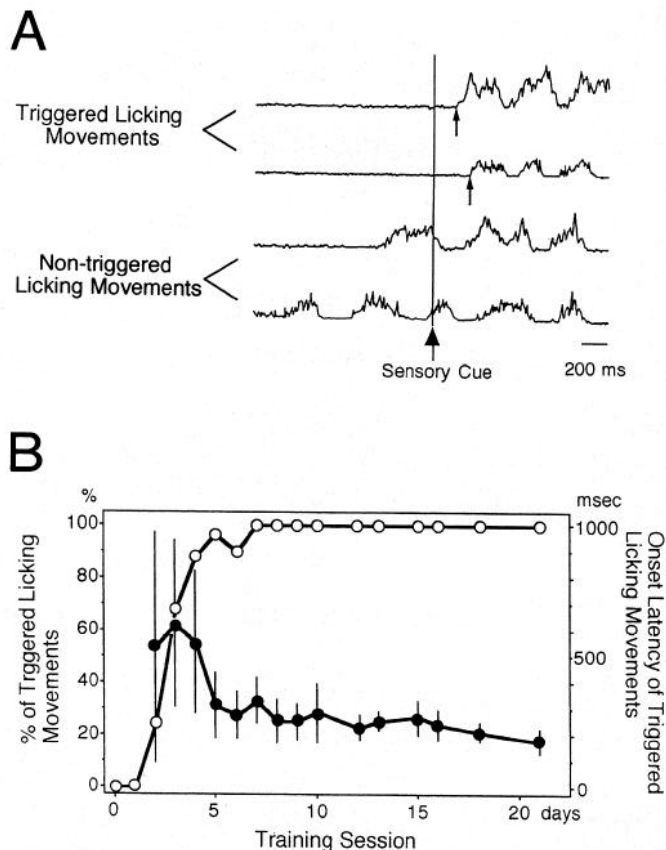 A
Triggered Licking
Movements
Non-triggered
Licking Movements
Sensory Cue
200 ms
B
%
msec
100
80
60
40
20
0
1000
500
0
% of Trggered Licking
Movements
Onset Latency of Triggered
Licking Movements
0 5 10 15 20 days
Training Session